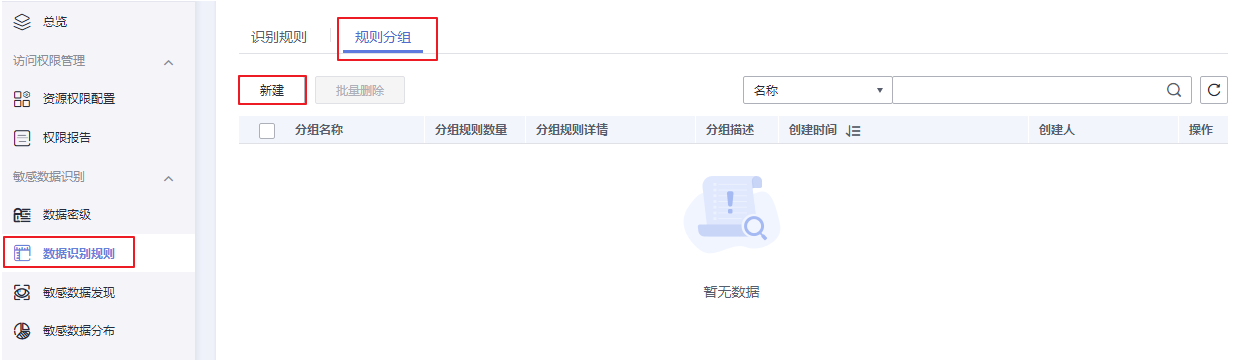 总览
访问权限管理
资源权限配置
权限报告
敏感数据识别
数据密级
数据识别规则
敏感数据发现
敏感数据分布
识别规则 规则分组
新建 批量删除 名称
分组名称 分组规则数量 分组规则详情 分组描述 创建时间 创建人 操作
暂无数据